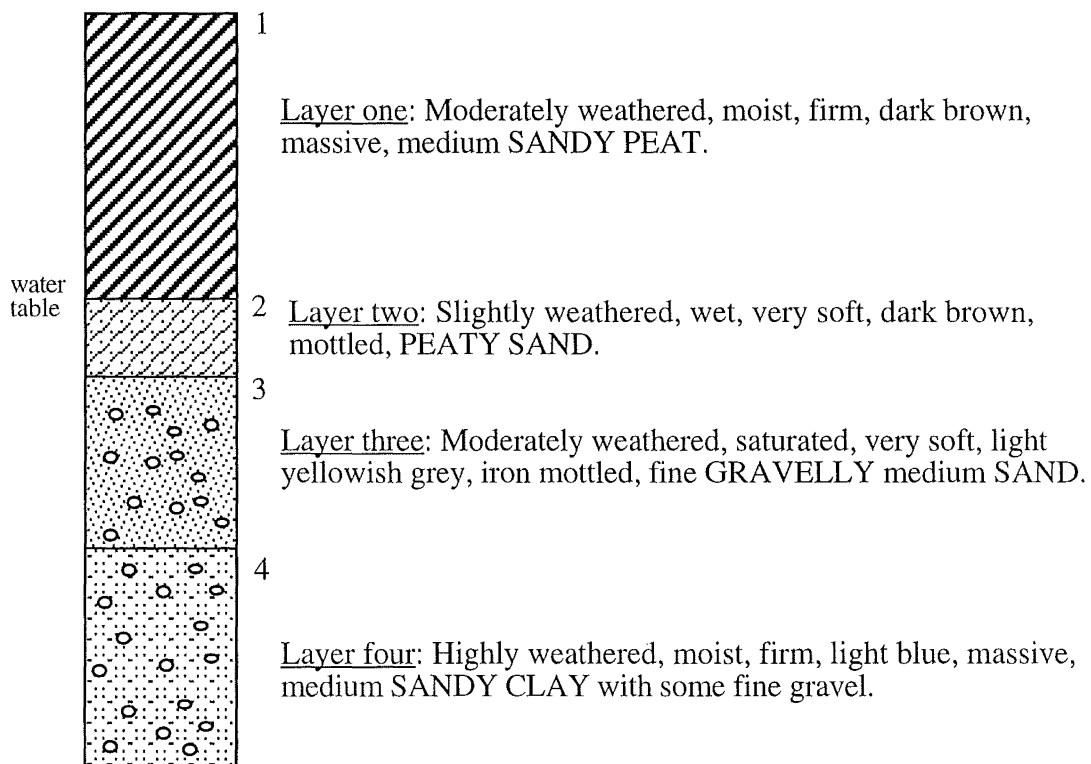 1
Layer one: Moderately weathered, moist, firm, dark brown,
massive, medium SANDY PEAT.
water
table
2
Layer two: Slightly weathered, wet, very soft, dark brown,
mottled, PEATY SAND.
3
Layer three: Moderately weathered, saturated, very soft, light
yellowish grey, iron mottled, fine GRAVELLY medium SAND.
4
Layer four: Highly weathered, moist, firm, light blue, massive,
medium SANDY CLAY with some fine gravel.